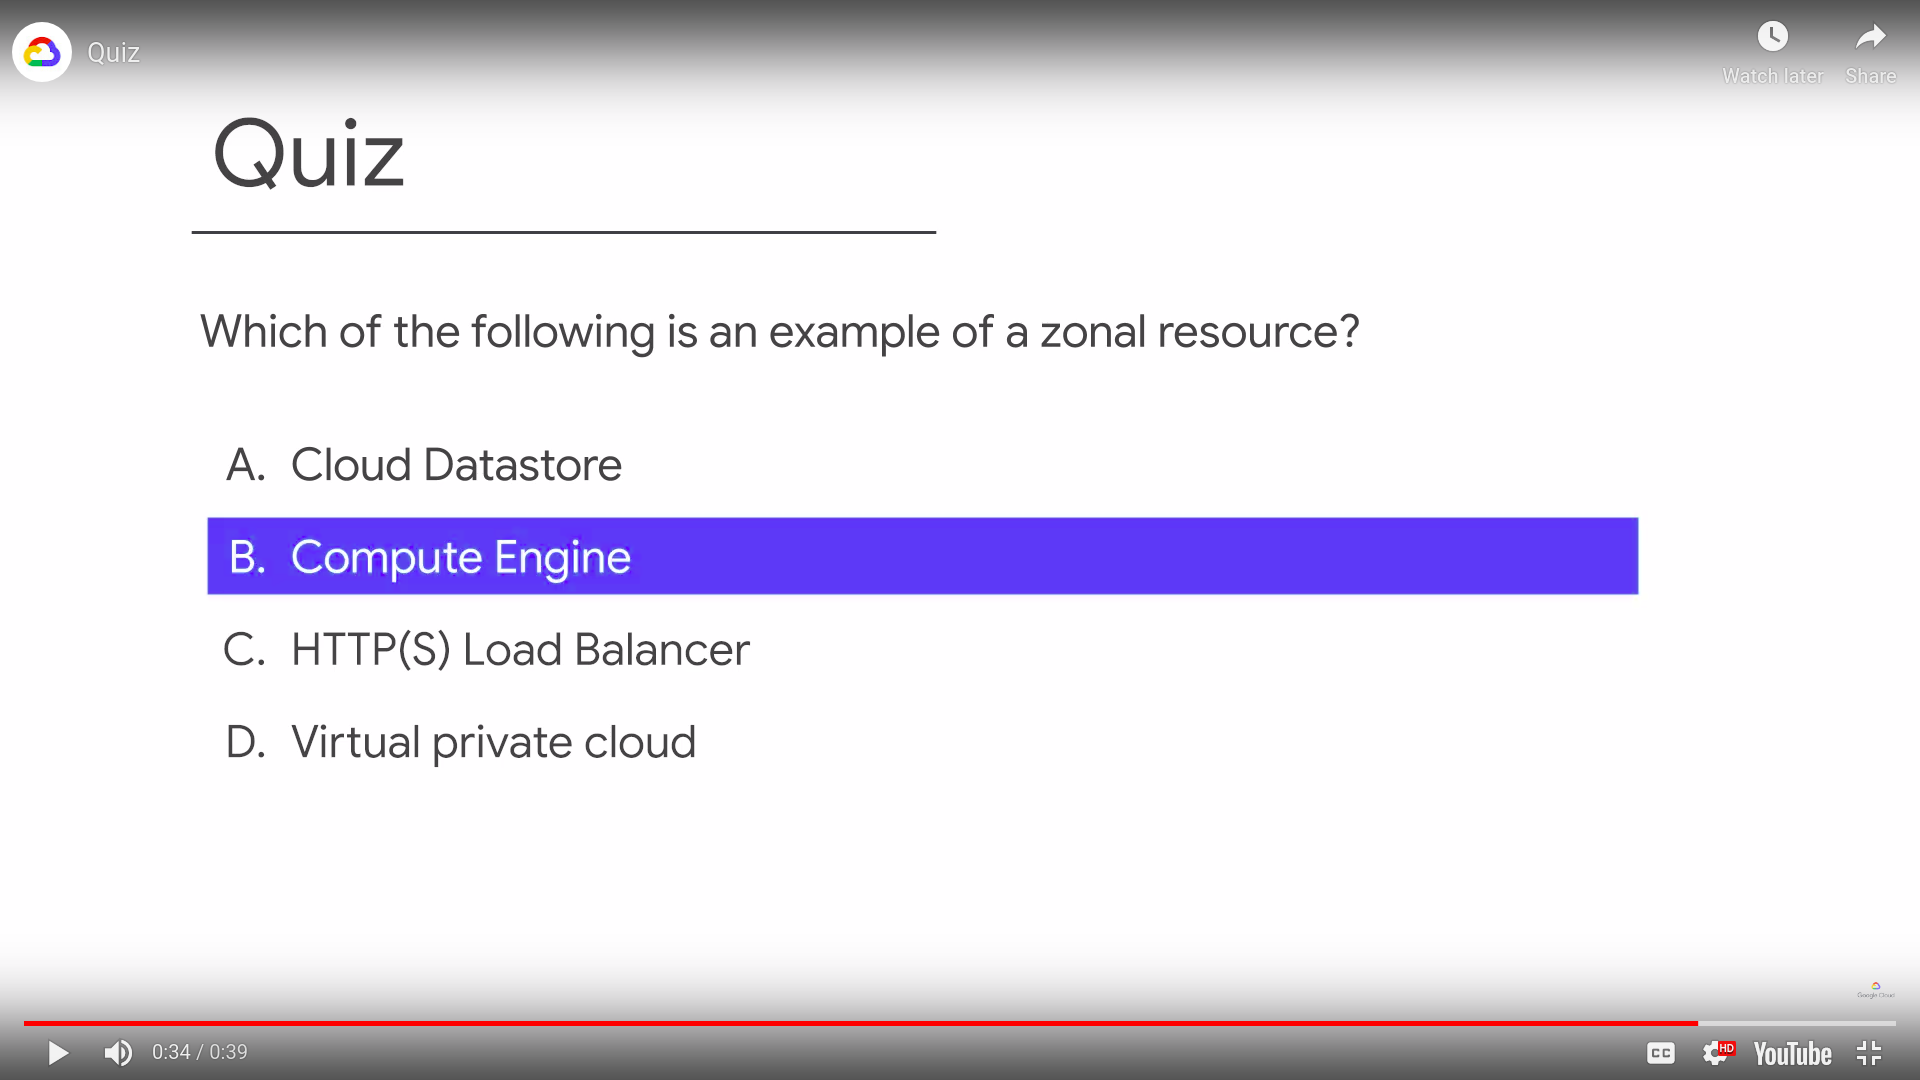 Quiz
Watch later
Share
Quiz
Which of the following is an example of a zonal resource?
A. Cloud Datastore
B. Compute Engine
C. HTTP(S) Load Balancer
D. Virtual private cloud
Google Cloud
0:34 / 0:39
CC
HD
YouTube